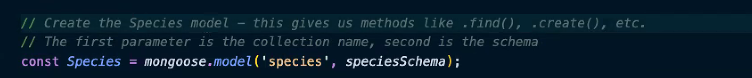 // Create the Species model – this gives us methods like .find(), .create(), etc.
// The first parameter is the collection name, second is the schema
const Species = mongoose.model('species', speciesSchema);